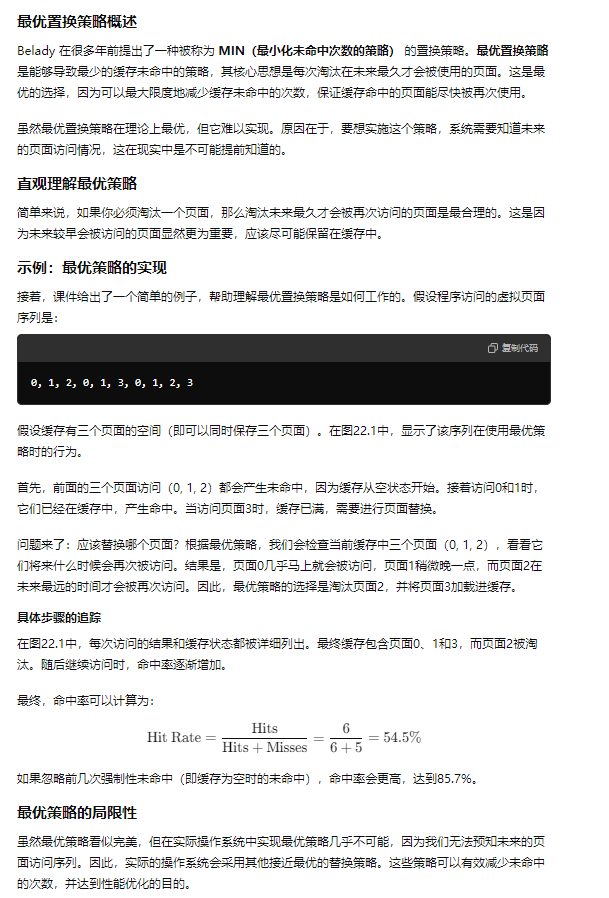 最优置换策略概述
Belady 在很多年前提出了一种被称为 MIN（最小化未命中次数的策略） 的置换策略。最优置换策略
是能够导致最少的缓存未命中的策略，其核心思想是每次淘汰在未来最久才会被使用的页面。这是最
优的选择，因为可以最大限度地减少缓存未命中的次数，保证缓存命中的页面能尽快被再次使用。
虽然最优置换策略在理论上最优，但它难以实现。原因在于，要想实施这个策略，系统需要知道未来
的页面访问情况，这在现实中是不可能提前知道的。
直观理解最优策略
简单来说，如果你必须淘汰一个页面，那么淘汰未来最久才会被再次访问的页面是最合理的。这是因
为未来较早会被访问的页面显然更为重要，应该尽可能保留在缓存中。
示例：最优策略的实现
接着，课件给出了一个简单的例子，帮助理解最优置换策略是如何工作的。假设程序访问的虚拟页面
序列是：
复制代码
0, 1, 2, 0, 1, 3, 0, 1, 2, 3
假设缓存有三个页面的空间（即可以同时保存三个页面）。在图22.1中，显示了该序列在使用最优策
略时的行为。
首先，前面的三个页面访问（0, 1, 2）都会产生未命中，因为缓存从空状态开始。接着访问0和1时，
它们已经在缓存中，产生命中。当访问页面3时，缓存已满，需要进行页面替换。
问题来了：应该替换哪个页面？根据最优策略，我们会检查当前缓存中三个页面（0, 1, 2），看看它
们将来什么时候会再次被访问。结果是，页面0几乎马上就会被访问，页面1稍微晚一点，而页面2在
未来最远的时间才会被再次访问。因此，最优策略的选择是淘汰页面2，并将页面3加载进缓存。
具体步骤的追踪
在图22.1中，每次访问的结果和缓存状态都被详细列出。最终缓存包含页面0、1和3，而页面2被淘
汰。随后继续访问时，命中率逐渐增加。
最终，命中率可以计算为：
Hit Rate = Hits / (Hits + Misses) = 6 / (6 + 5) = 54.5%
如果忽略前几次强制性未命中（即缓存为空时的未命中），命中率会更高，达到85.7%。
最优策略的局限性
虽然最优策略看似完美，但在实际操作系统中实现最优策略几乎不可能，因为我们无法预知未来的页
面访问序列。因此，实际的操作系统会采用其他接近最优的替换策略。这些策略可以有效减少未命中
的次数，并达到性能优化的目的。